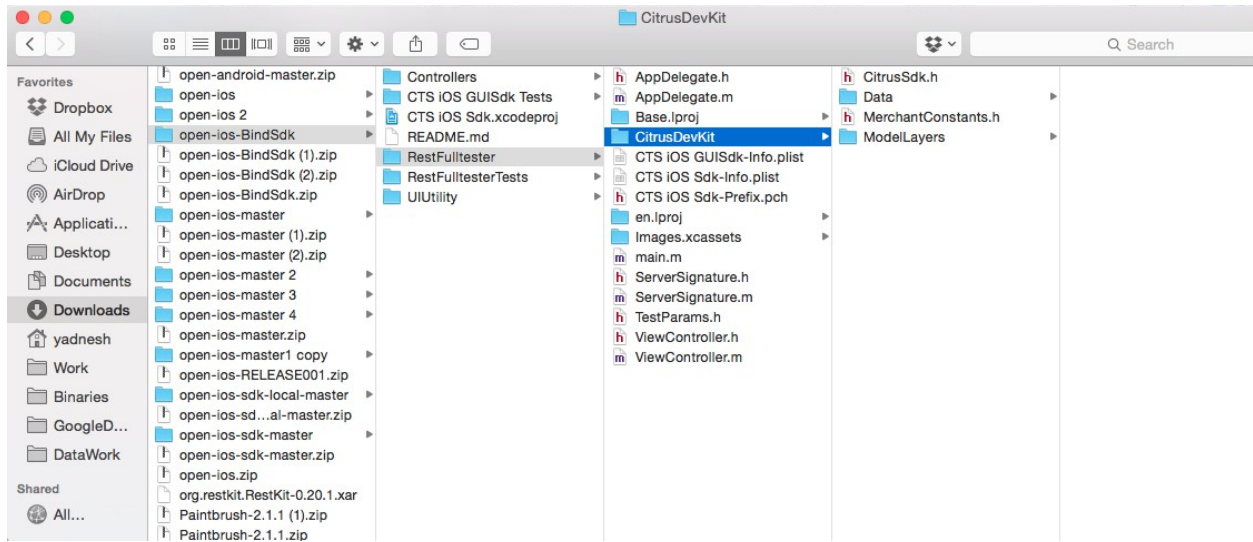 CitrusDevKit
Search
Favorites
Dropbox
All My Files
iCloud Drive
AirDrop
Applicati...
Desktop
Documents
Downloads
yadnesh
Work
Binaries
GoogleD...
DataWork
Shared
All...
open-android-master.zip
open-ios
open-ios 2
open-ios-BindSdk
open-ios-BindSdk (1).zip
open-ios-BindSdk (2).zip
open-ios-BindSdk.zip
open-ios-master
open-ios-master (1).zip
open-ios-master (2).zip
open-ios-master 2
open-ios-master 3
open-ios-master 4
open-ios-master.zip
open-ios-master1 copy
open-ios-RELEASE001.zip
open-ios-sdk-local-master
open-ios-sd...al-master.zip
open-ios-sdk-master
open-ios-sdk-master.zip
open-ios.zip
org.restkit.RestKit-0.20.1.xar
Paintbrush-2.1.1 (1).zip
Paintbrush-2.1.1.zip
Controllers
CTS iOS GUISdk Tests
CTS iOS Sdk.xcodeproj
README.md
RestFulltester
RestFulltesterTests
UIUtility
h AppDelegate.h
m AppDelegate.m
Base.lproj
CitrusDevKit
CTS iOS GUISdk-Info.plist
CTS iOS Sdk-Info.plist
h CTS iOS Sdk-Prefix.pch
en.lproj
Images.xcassets
m main.m
h ServerSignature.h
m ServerSignature.m
h TestParams.h
h ViewController.h
m ViewController.m
h CitrusSdk.h
Data
h MerchantConstants.h
ModelLayers